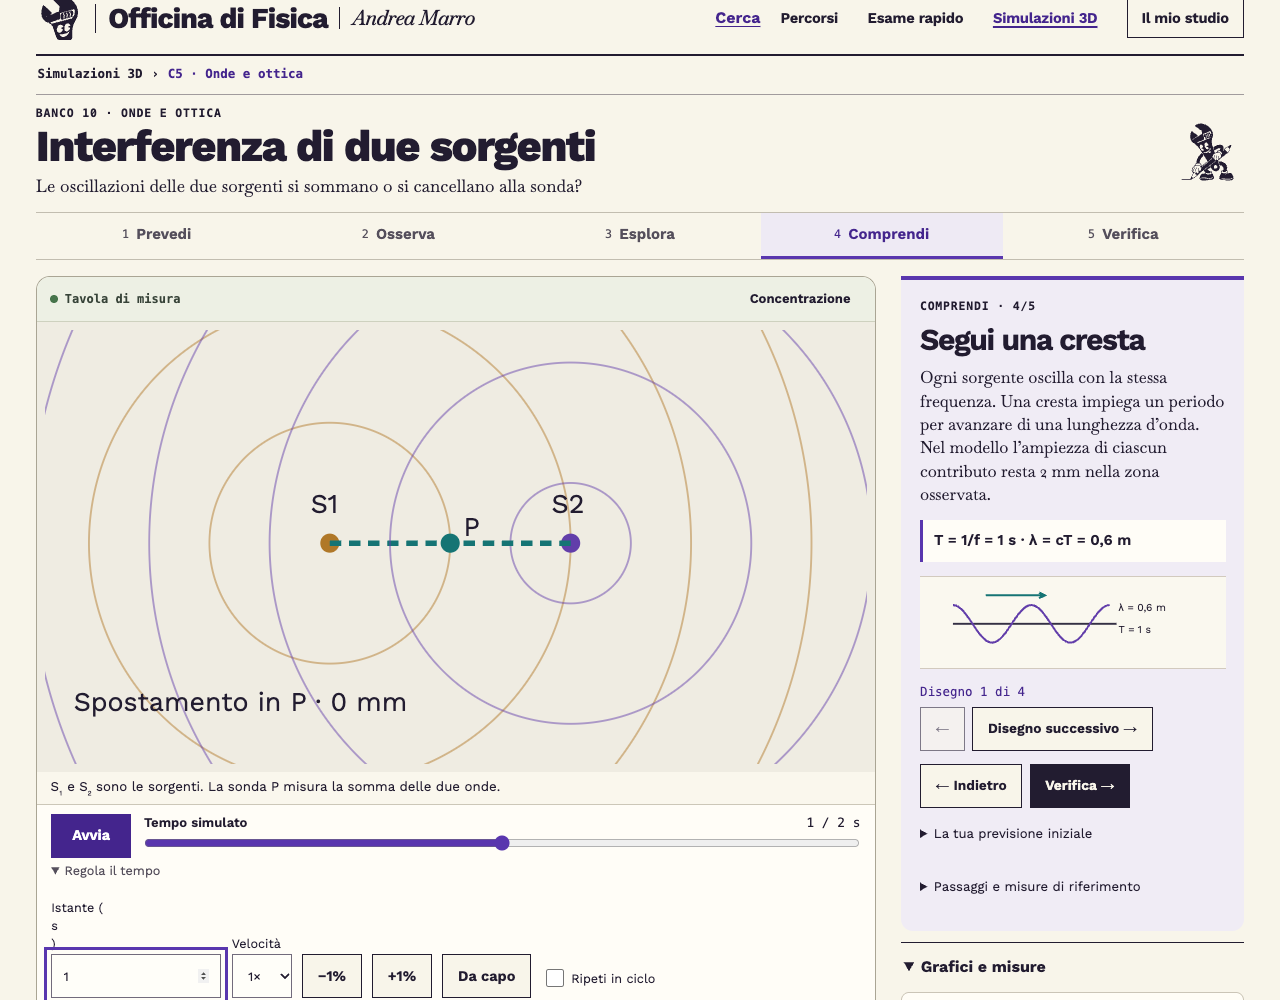 Officina di Fisica
Andrea Marro
Cerca
Percorsi
Esame rapido
Simulazioni 3D
Il mio studio
Simulazioni 3D › C5 · Onde e ottica
BANCO 10 · ONDE E OTTICA
Interferenza di due sorgenti
Le oscillazioni delle due sorgenti si sommano o si cancellano alla sonda?
1 Prevedi
2 Osserva
3 Esplora
4 Comprendi
5 Verifica
Tavola di misura
Concentrazione
S1
S2
P
Spostamento in P · 0 mm
S₁ e S₂ sono le sorgenti. La sonda P misura la somma delle due onde.
Avvia
Tempo simulato
1 / 2 s
▼ Regola il tempo
Istante (
s
)
Velocità
1
1×
−1%
+1%
Da capo
Ripeti in ciclo
COMPRENDI · 4/5
Segui una cresta
Ogni sorgente oscilla con la stessa
frequenza. Una cresta impiega un periodo
per avanzare di una lunghezza d’onda.
Nel modello l’ampiezza di ciascun
contributo resta 2 mm nella zona
osservata.
T = 1/f = 1 s · λ = cT = 0,6 m
λ = 0,6 m
T = 1 s
Disegno 1 di 4
←
Disegno successivo →
← Indietro
Verifica →
▶ La tua previsione iniziale
▶ Passaggi e misure di riferimento
▼ Grafici e misure